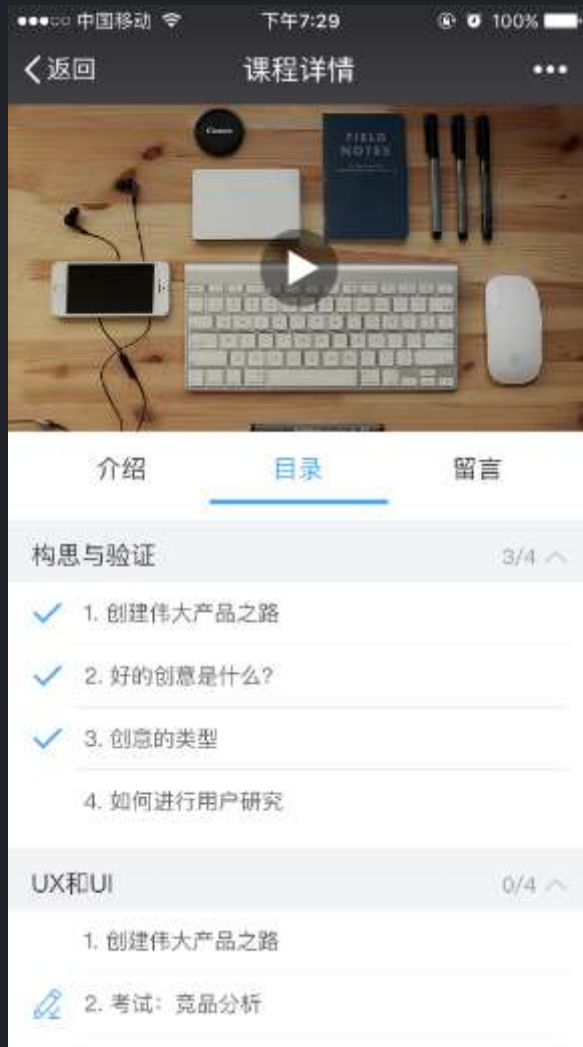 中国移动 下午7:29 100%
返回 课程详情
Canon
FIELD NOTES
介绍 目录 留言
构思与验证 3/4
1. 创建伟大产品之路
2. 好的创意是什么?
3. 创意的类型
4. 如何进行用户研究
UX和UI 0/4
1. 创建伟大产品之路
2. 考试：竞品分析